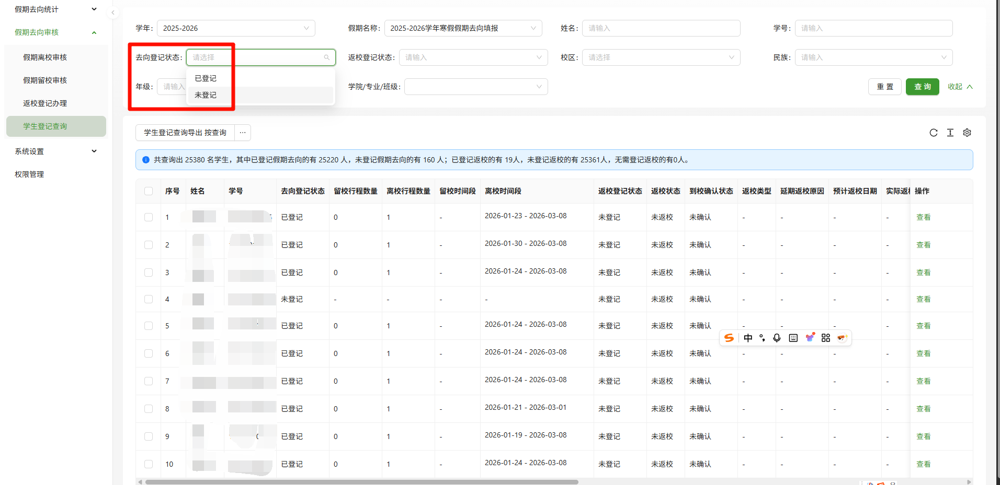 假期去向统计
假期去向审核
假期离校审核
假期留校审核
返校登记办理
学生登记查询
系统设置
权限管理
学年： 2025-2026 假期名称： 2025-2026学年寒假假期去向填报 姓名： 请输入 学号： 请输入
去向登记状态： 请选择 返校登记状态： 请输入 校区： 请选择 民族： 请输入
已登记
未登记
年级： 请输入 学院/专业/班级： 重 置 查 询 收起
学生登记查询导出 按查询 ···
共查询出 25380 名学生，其中已登记假期去向的有 25220 人，未登记假期去向的有 160 人；已登记返校的有 19人，未登记返校的有 25361人，无需登记返校的有0人。
序号 姓名 学号 去向登记状态 留校行程数量 离校行程数量 留校时间段 离校时间段 返校登记状态 返校状态 到校确认状态 返校类型 延期返校原因 预计返校日期 实际返 操作
1 已登记 0 1 - 2026-01-23 - 2026-03-08 未登记 未返校 未确认 - - - - 查看
2 已登记 0 1 - 2026-01-30 - 2026-03-08 未登记 未返校 未确认 - - - - 查看
3 已登记 0 1 - 2026-01-24 - 2026-03-08 未登记 未返校 未确认 - - - - 查看
4 未登记 - - - - 未登记 未返校 未确认 - - - - 查看
5 已登记 0 1 - 2026-01-24 - 2026-03-08 未登记 未返校 未确认 查看
中
6 已登记 0 1 - 2026-01-24 - 2026-03-08 未登记 未返校 未确认 - - - - 查看
7 已登记 0 1 - 2026-01-24 - 2026-03-08 未登记 未返校 未确认 - - - - 查看
8 已登记 0 1 - 2026-01-21 - 2026-03-01 未登记 未返校 未确认 - - - - 查看
9 已登记 0 1 - 2026-01-19 - 2026-03-08 未登记 未返校 未确认 - - - - 查看
10 已登记 0 1 - 2026-01-24 - 2026-03-08 未登记 未返校 未确认 - - - - 查看